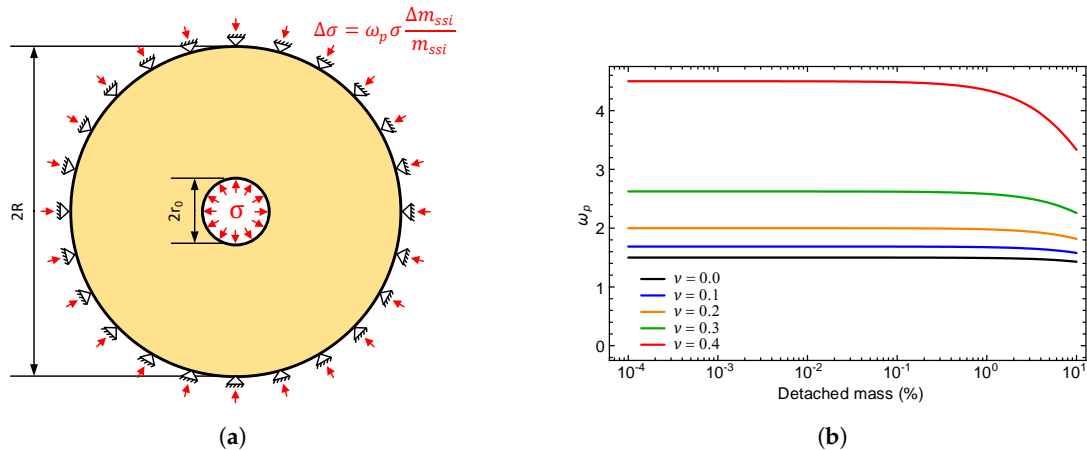 Δσ = ω_p σ Δm_ssi / m_ssi
2R
2r₀
σ
(a)
ω_p
4
3
2
1
0
ν = 0.0
ν = 0.1
ν = 0.2
ν = 0.3
ν = 0.4
10⁻⁴ 10⁻³ 10⁻² 10⁻¹ 10⁰ 10¹
Detached mass (%)
(b)